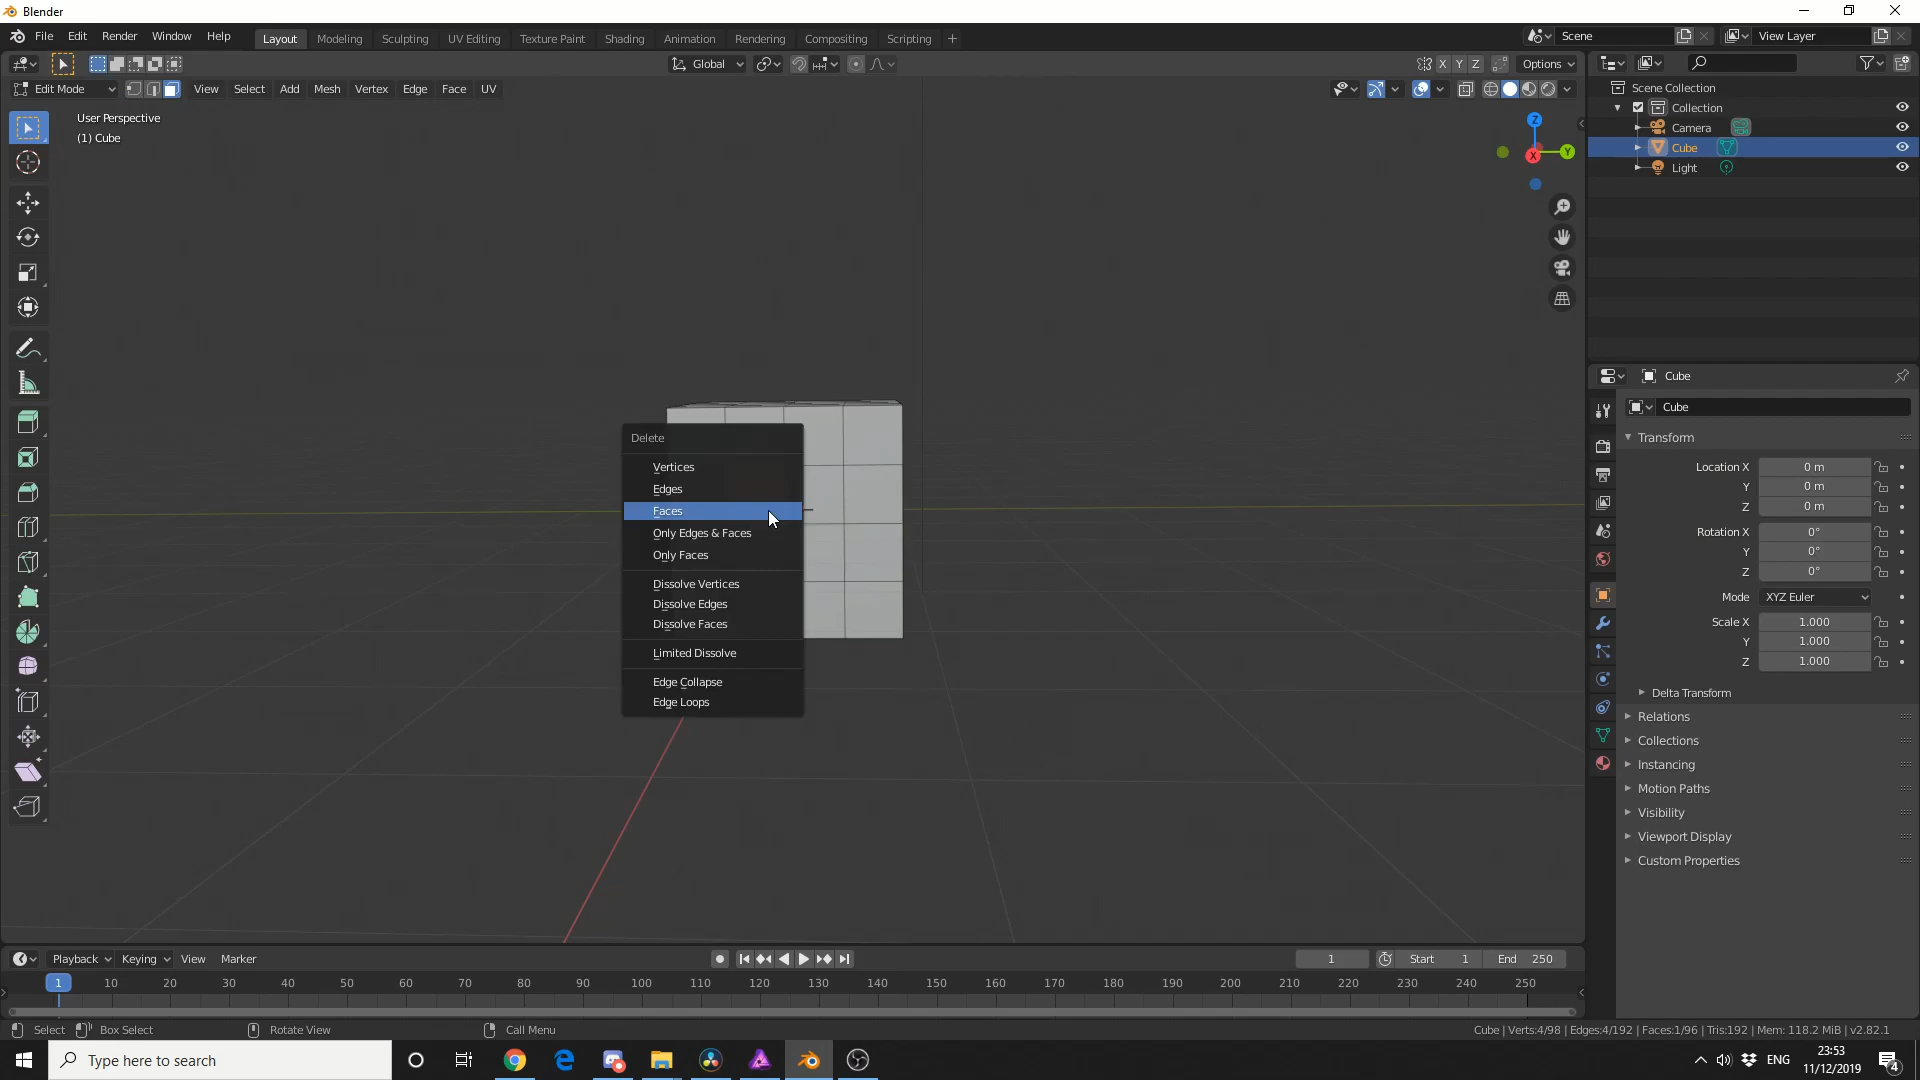 Blender
File Edit Render Window Help
Layout Modeling Sculpting UV Editing Texture Paint Shading Animation Rendering Compositing Scripting +
Scene
View Layer
Global
X Y Z
Options
Edit Mode
View Select Add Mesh Vertex Edge Face UV
User Perspective
(1) Cube
Z
Y
X
Scene Collection
Collection
Camera
Cube
Light
Delete
Vertices
Edges
Faces
Only Edges & Faces
Only Faces
Dissolve Vertices
Dissolve Edges
Dissolve Faces
Limited Dissolve
Edge Collapse
Edge Loops
Cube
Cube
Transform
Location X 0 m
Y 0 m
Z 0 m
Rotation X 0°
Y 0°
Z 0°
Mode XYZ Euler
Scale X 1.000
Y 1.000
Z 1.000
Delta Transform
Relations
Collections
Instancing
Motion Paths
Visibility
Viewport Display
Custom Properties
Playback Keying View Marker
1
Start 1
End 250
1 10 20 30 40 50 60 70 80 90 100 110 120 130 140 150 160 170 180 190 200 210 220 230 240 250
Select Box Select Rotate View Call Menu
Cube | Verts:4/98 | Edges:4/192 | Faces:1/96 | Tris:192 | Mem: 118.2 MiB | v2.82.1
Type here to search
ENG
23:53
11/12/2019
4